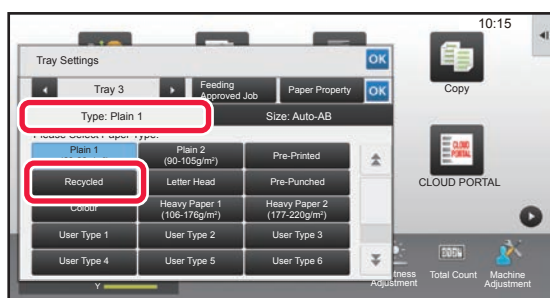 10:15
Tray Settings
OK
Tray 3
Feeding
Approved Job
Paper Property
OK
Type: Plain 1
Size: Auto-AB
Please Select Paper Type:
Plain 1
Plain 2
(90-105g/m²)
Pre-Printed
Recycled
Letter Head
Pre-Punched
Colour
Heavy Paper 1
(106-176g/m²)
Heavy Paper 2
(177-220g/m²)
User Type 1
User Type 2
User Type 3
User Type 4
User Type 5
User Type 6
Copy
CLOUD
PORTAL
CLOUD PORTAL
Adjustment
Total Count
Machine
Adjustment
Y